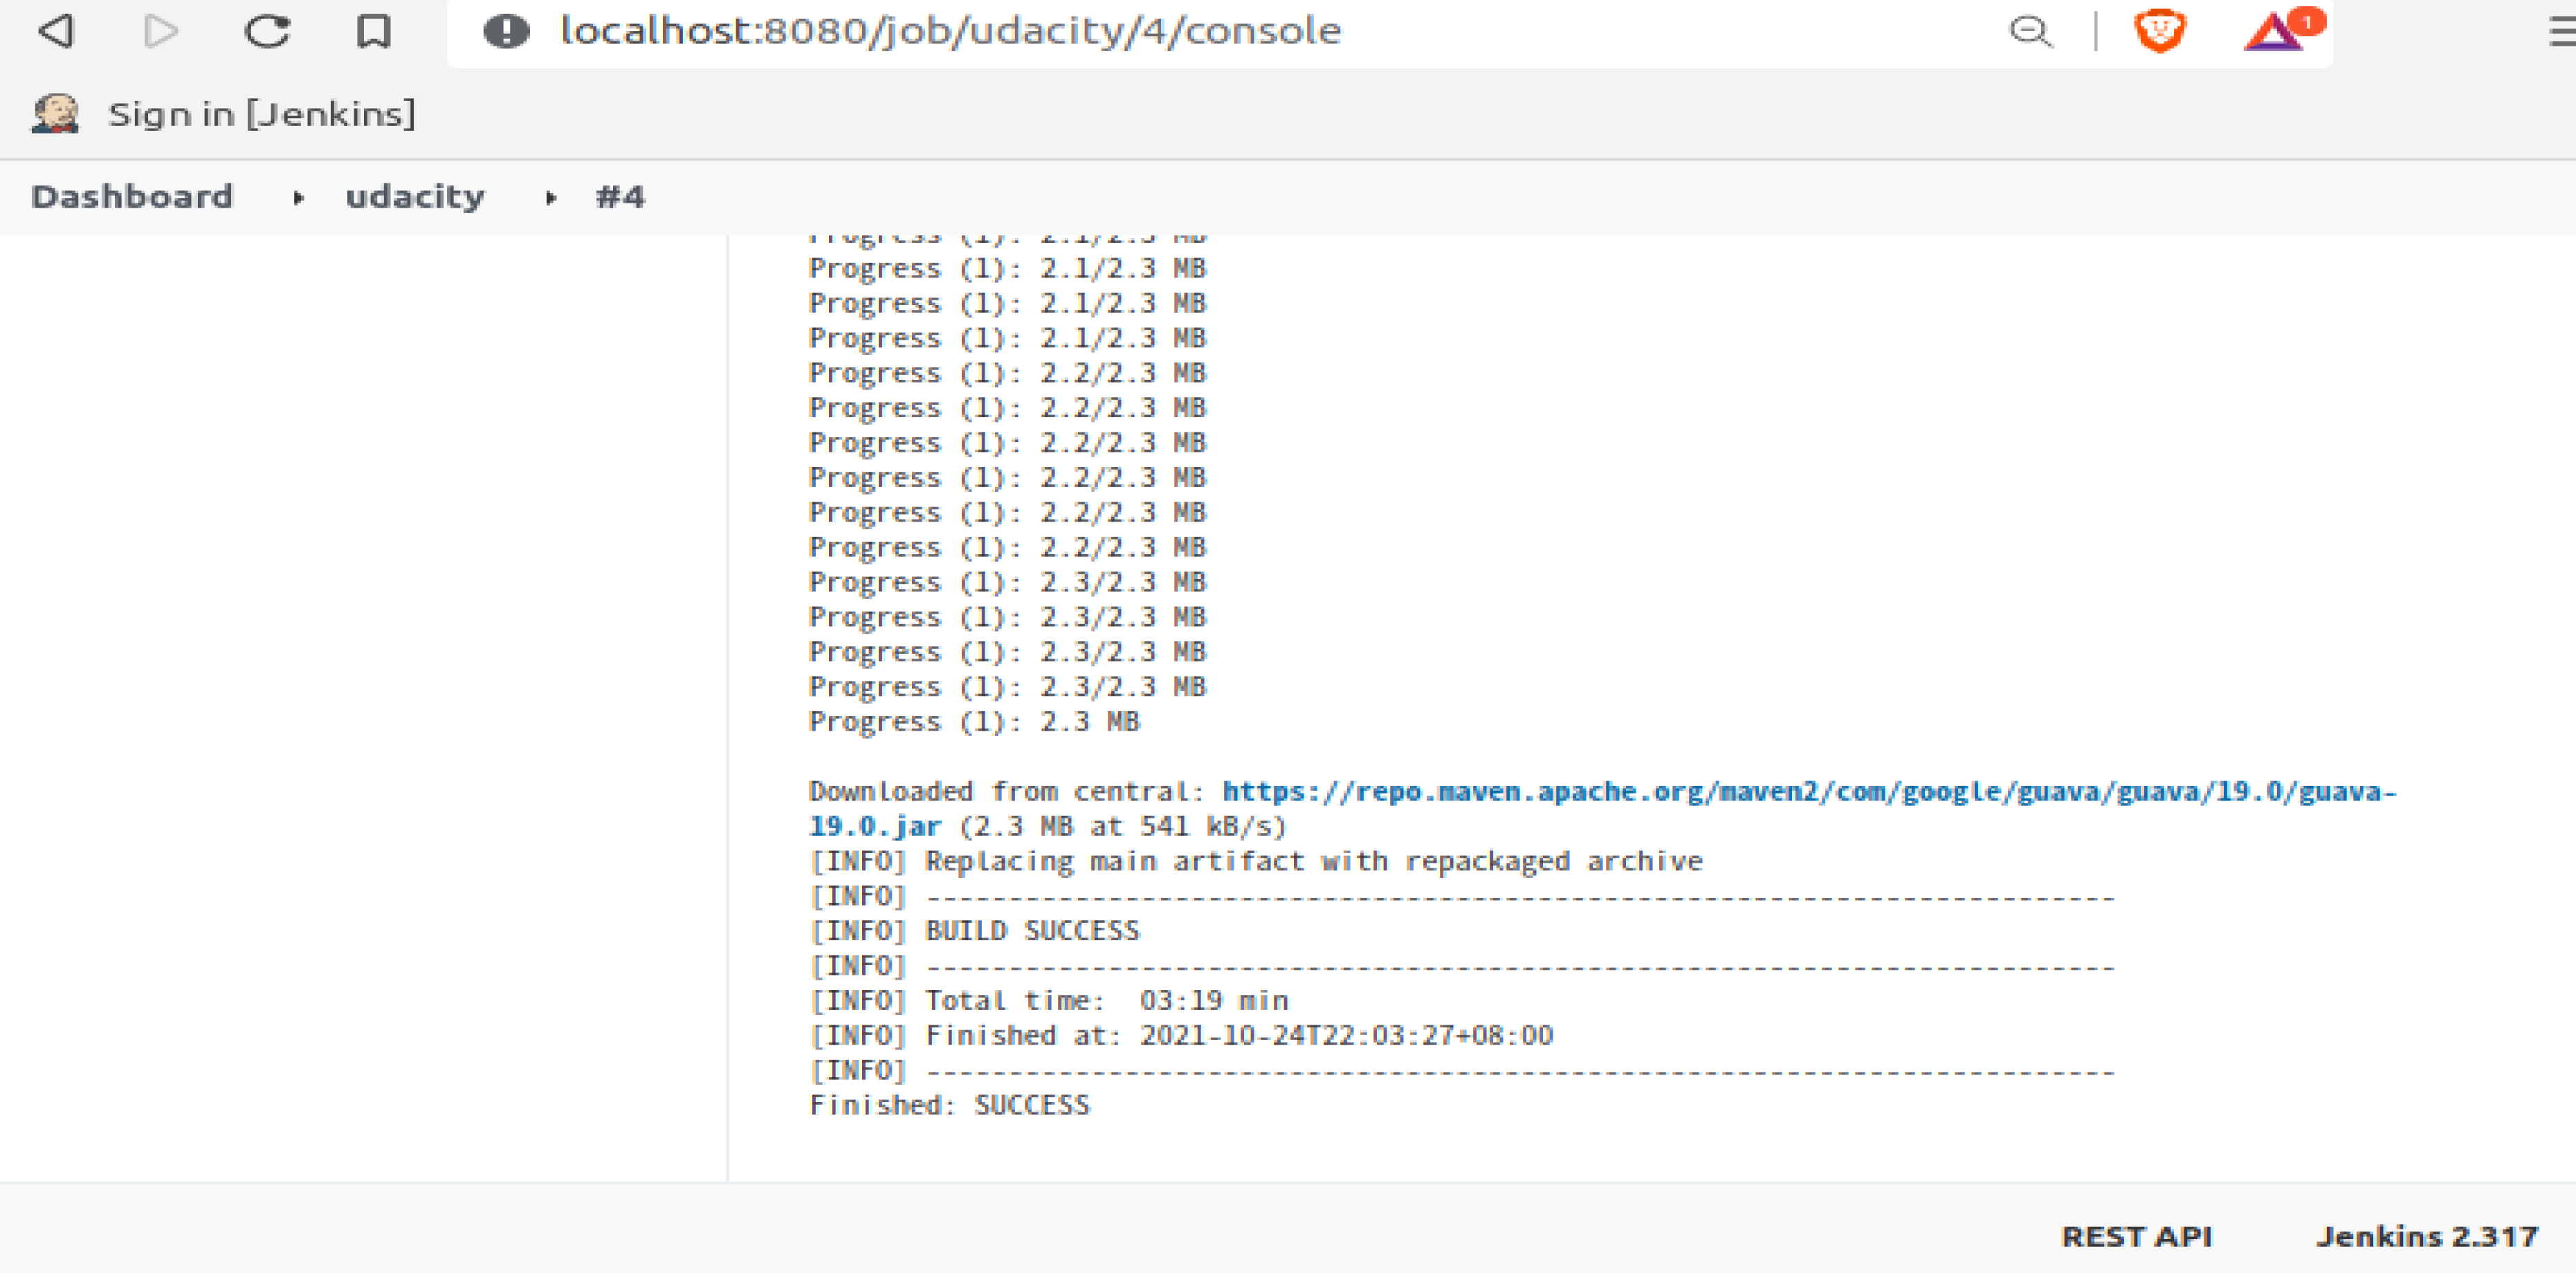 localhost:8080/job/udacity/4/console
1
Sign in [Jenkins]
Dashboard udacity #4
Progress (1): 2.1/2.3 MB
Progress (1): 2.1/2.3 MB
Progress (1): 2.1/2.3 MB
Progress (1): 2.1/2.3 MB
Progress (1): 2.2/2.3 MB
Progress (1): 2.2/2.3 MB
Progress (1): 2.2/2.3 MB
Progress (1): 2.2/2.3 MB
Progress (1): 2.2/2.3 MB
Progress (1): 2.2/2.3 MB
Progress (1): 2.3/2.3 MB
Progress (1): 2.3/2.3 MB
Progress (1): 2.3/2.3 MB
Progress (1): 2.3/2.3 MB
Progress (1): 2.3 MB
Downloaded from central: https://repo.maven.apache.org/maven2/com/google/guava/guava/19.0/guava-
19.0.jar (2.3 MB at 541 kB/s)
[INFO] Replacing main artifact with repackaged archive
[INFO] ------------------------------------------------------------------------
[INFO] BUILD SUCCESS
[INFO] ------------------------------------------------------------------------
[INFO] Total time:  03:19 min
[INFO] Finished at: 2021-10-24T22:03:27+08:00
[INFO] ------------------------------------------------------------------------
Finished: SUCCESS
REST API Jenkins 2.317